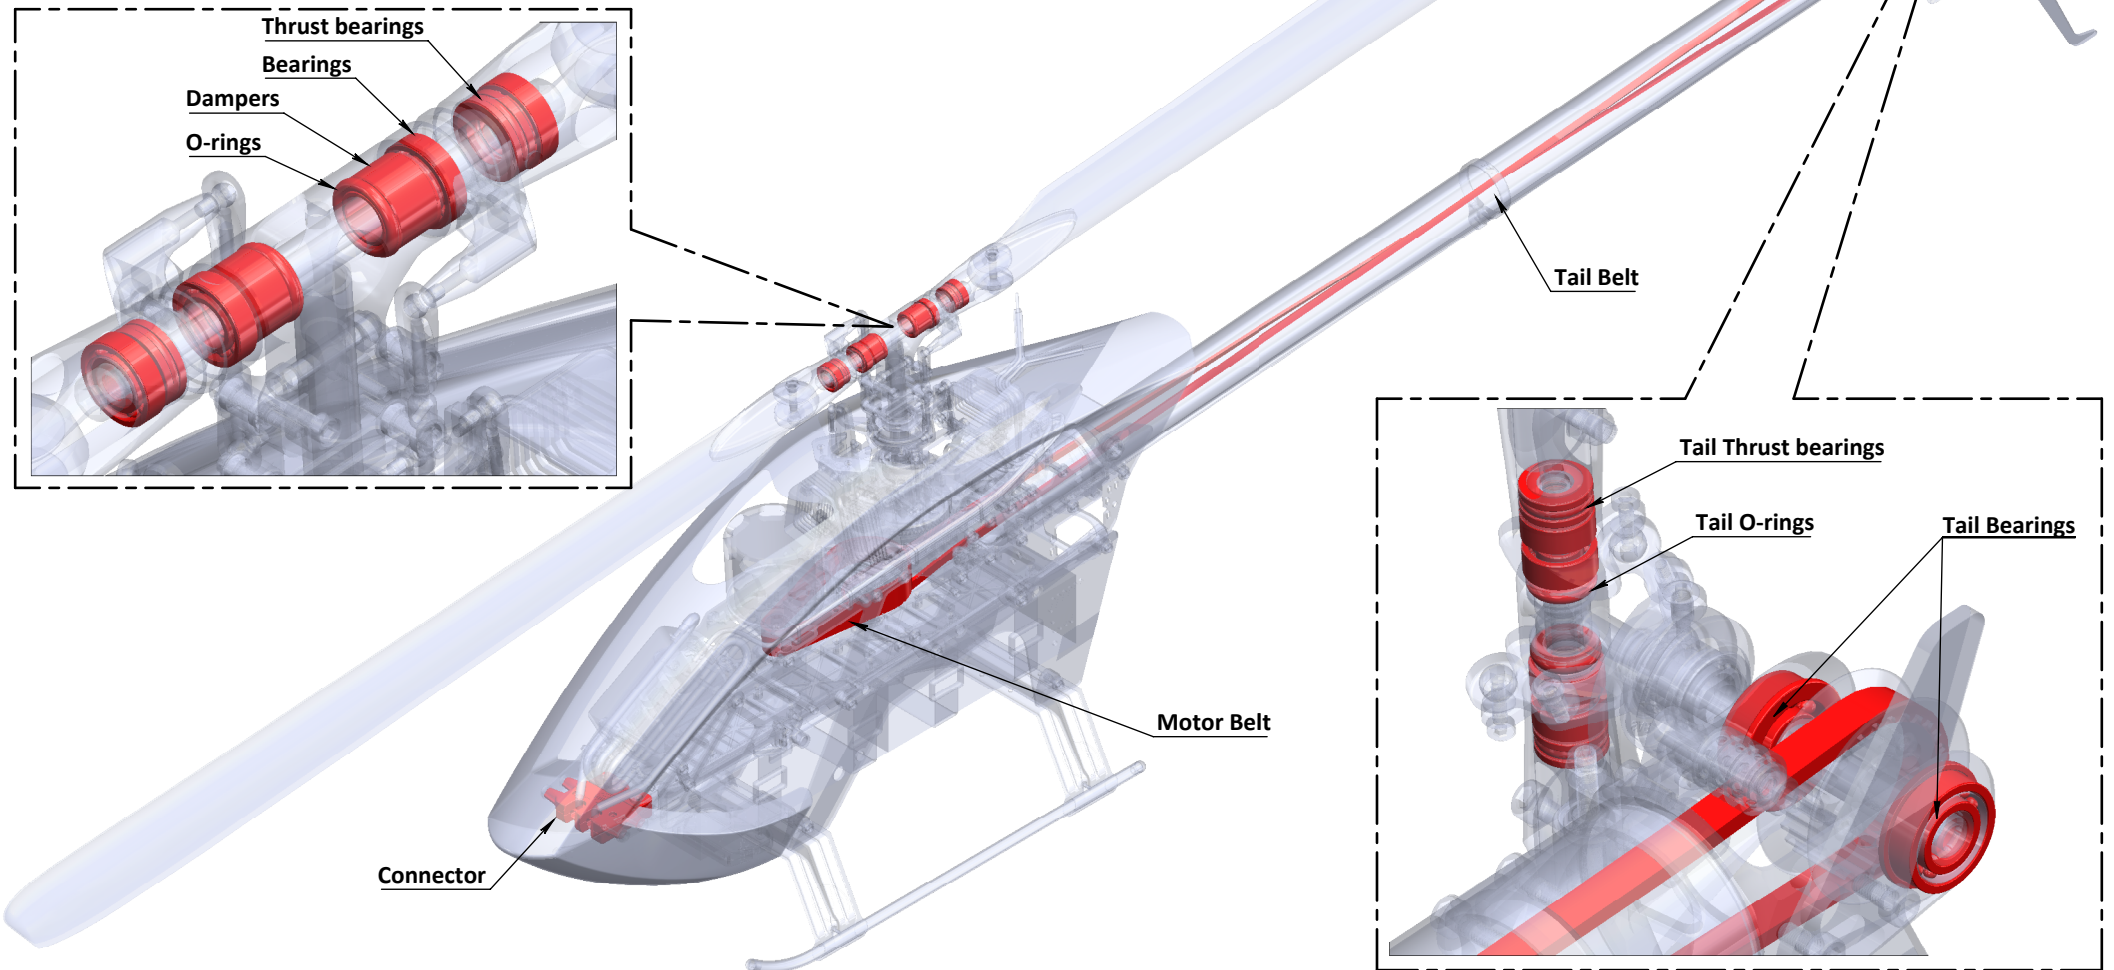 Thrust bearings
Bearings
Dampers
O-rings
Tail Belt
Tail Thrust bearings
Tail O-rings
Tail Bearings
Motor Belt
Connector